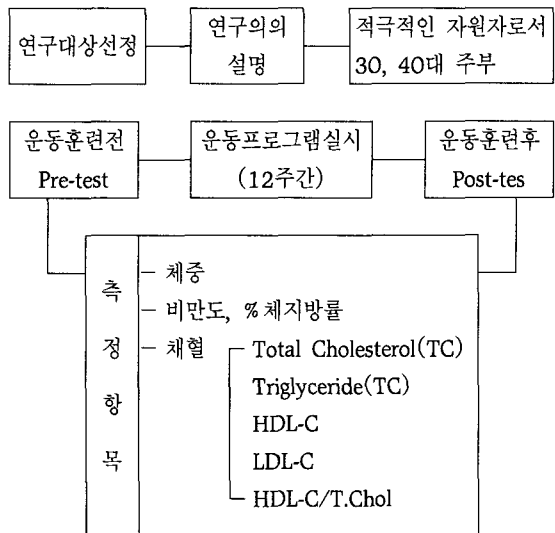 연구대상선정
연구의의
설명
적극적인 자원자로서
30, 40대 주부
운동훈련전
Pre-test
운동프로그램실시
(12주간)
운동훈련후
Post-tes
측정항목
- 체중
- 비만도, %체지방률
- 채혈
Total Cholesterol(TC)
Triglyceride(TC)
HDL-C
LDL-C
HDL-C/T.Chol